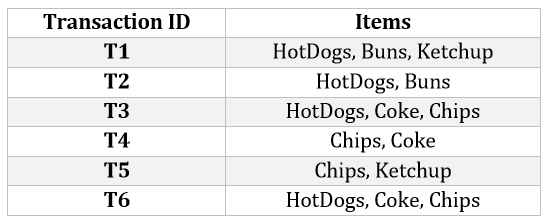 Transaction ID Items
T1 HotDogs, Buns, Ketchup
T2 HotDogs, Buns
T3 HotDogs, Coke, Chips
T4 Chips, Coke
T5 Chips, Ketchup
T6 HotDogs, Coke, Chips